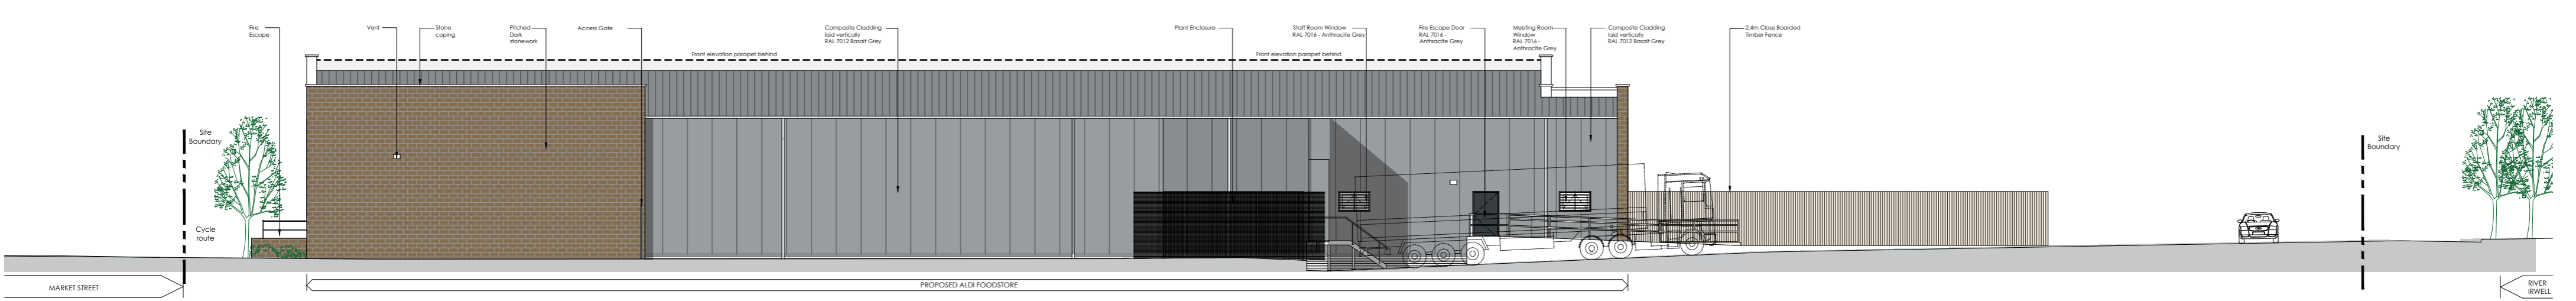 Fire
Escape
Vent
Stone
coping
Pitched
Dark
stonework
Access Gate
Composite Cladding
laid vertically
RAL 7012 Basalt Grey
Plant Enclosure
Staff Room Window
RAL 7016 - Anthracite Grey
Fire Escape Door
RAL 7016 -
Anthracite Grey
Meeting Room
Window
RAL 7016 -
Anthracite Grey
Composite Cladding
laid vertically
RAL 7012 Basalt Grey
2.4m Close Boarded
Timber Fence
Front elevation parapet behind
Front elevation parapet behind
Site
Boundary
Site
Boundary
Cycle
route
MARKET STREET
PROPOSED ALDI FOODSTORE
RIVER
IRWELL